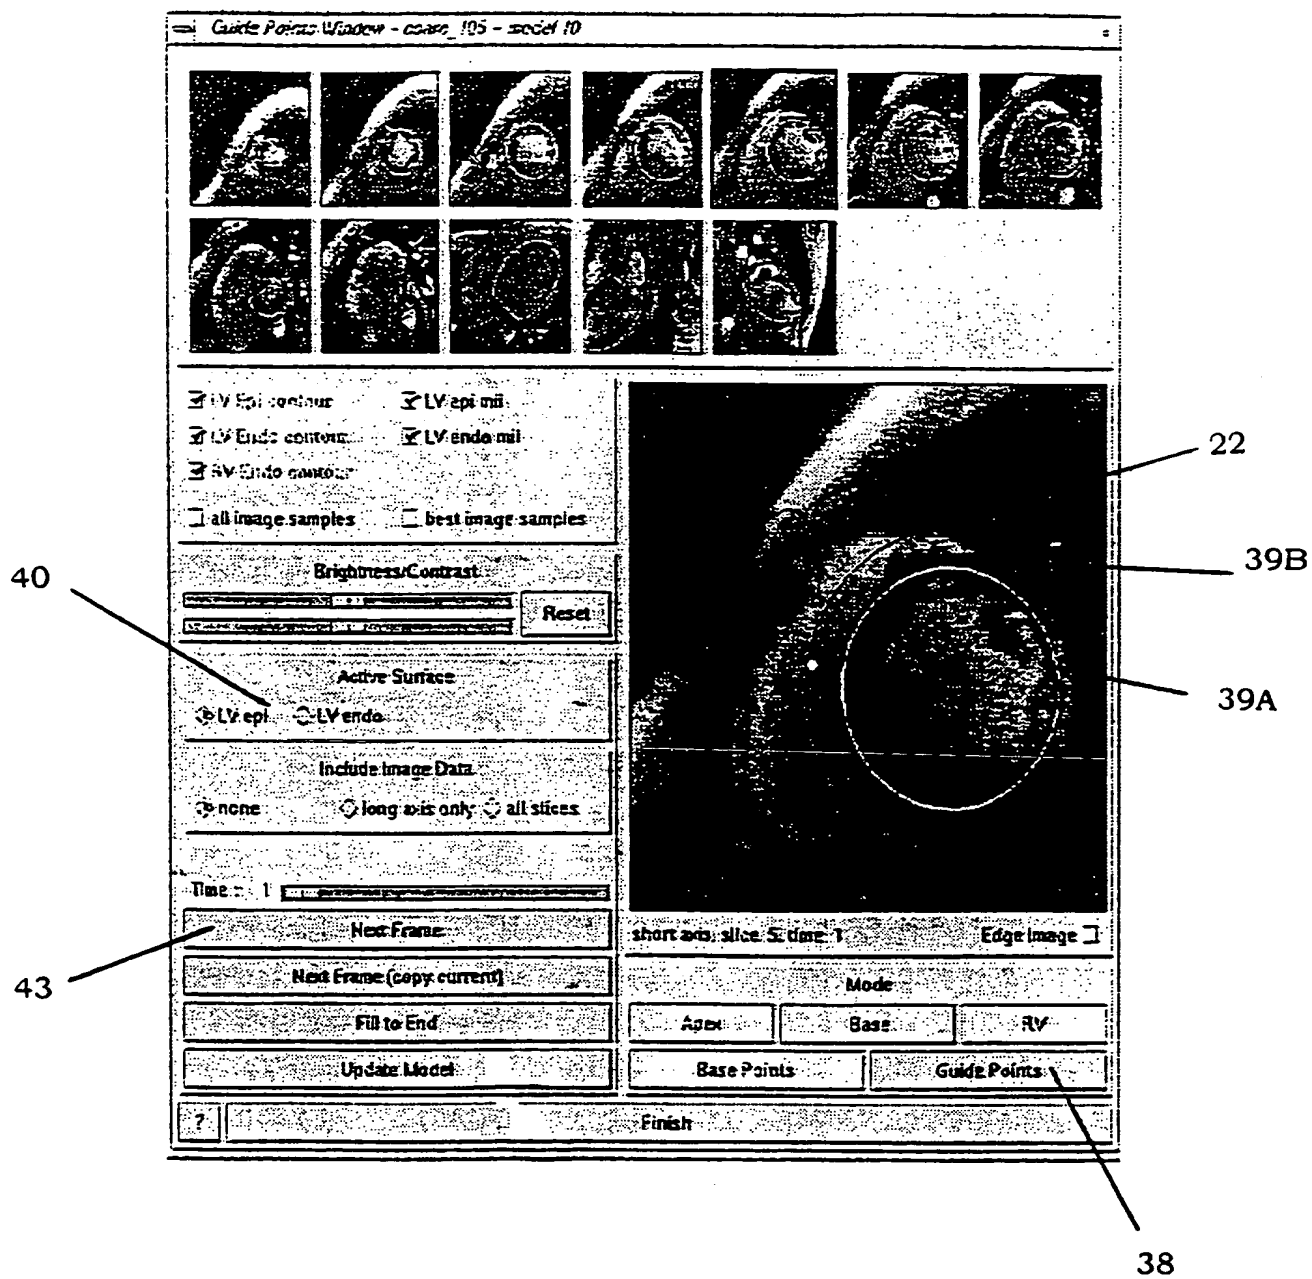 Guide Points Window - coarse_105 - model 10
LV Epi contour LV epi mil
LV Endo contour LV endo mil
RV Endo contour
all image samples best image samples
22
39B
Brightness/Contrast
40
Reset
Active Surface
39A
LV epi LV endo
Include Image Data
none long axis only all slices
Time = 1
Next Frame
short axis, slice 5, time 1 Edge Image
43
Next Frame (copy current)
Mode
Fill to End
Apex Base RV
Update Model
Base Points Guide Points
? Finish
38